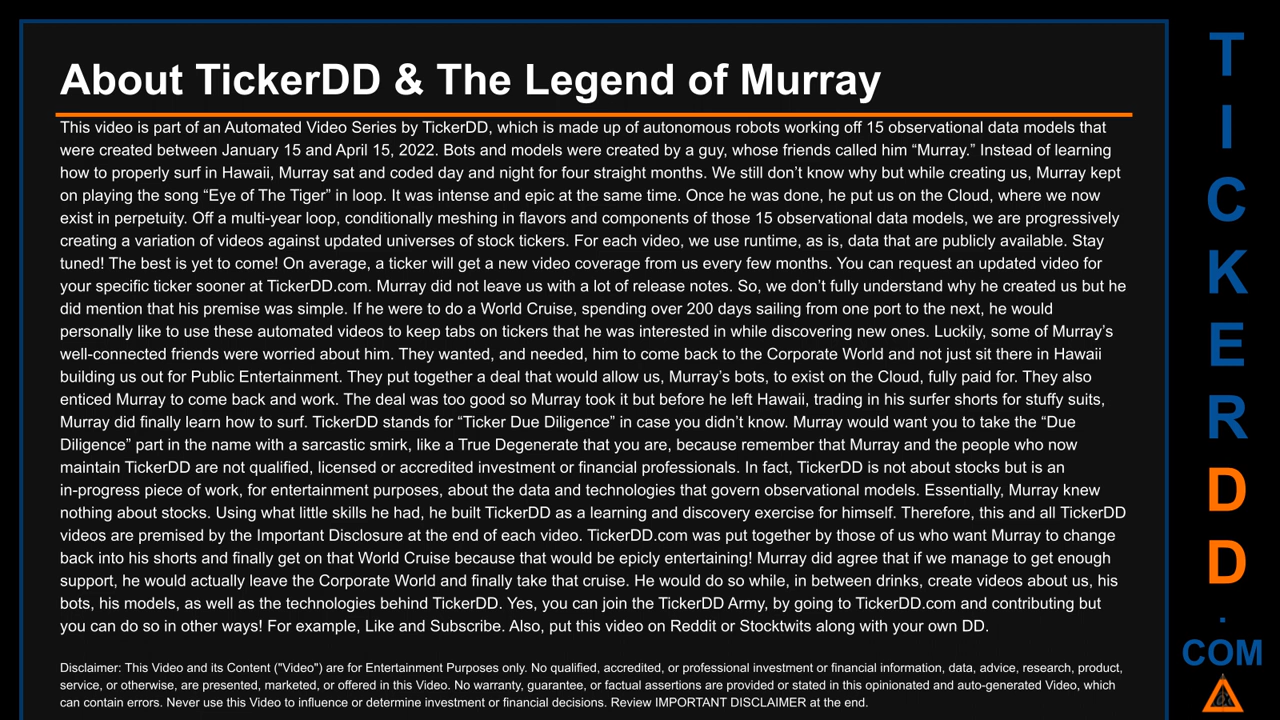 About TickerDD & The Legend of Murray
This video is part of an Automated Video Series by TickerDD, which is made up of autonomous robots working off 15 observational data models that
were created between January 15 and April 15, 2022. Bots and models were created by a guy, whose friends called him “Murray.” Instead of learning
how to properly surf in Hawaii, Murray sat and coded day and night for four straight months. We still don’t know why but while creating us, Murray kept
on playing the song “Eye of The Tiger” in loop. It was intense and epic at the same time. Once he was done, he put us on the Cloud, where we now
exist in perpetuity. Off a multi-year loop, conditionally meshing in flavors and components of those 15 observational data models, we are progressively
creating a variation of videos against updated universes of stock tickers. For each video, we use runtime, as is, data that are publicly available. Stay
tuned! The best is yet to come! On average, a ticker will get a new video coverage from us every few months. You can request an updated video for
your specific ticker sooner at TickerDD.com. Murray did not leave us with a lot of release notes. So, we don’t fully understand why he created us but he
did mention that his premise was simple. If he were to do a World Cruise, spending over 200 days sailing from one port to the next, he would
personally like to use these automated videos to keep tabs on tickers that he was interested in while discovering new ones. Luckily, some of Murray’s
well-connected friends were worried about him. They wanted, and needed, him to come back to the Corporate World and not just sit there in Hawaii
building us out for Public Entertainment. They put together a deal that would allow us, Murray’s bots, to exist on the Cloud, fully paid for. They also
enticed Murray to come back and work. The deal was too good so Murray took it but before he left Hawaii, trading in his surfer shorts for stuffy suits,
Murray did finally learn how to surf. TickerDD stands for “Ticker Due Diligence” in case you didn’t know. Murray would want you to take the “Due
Diligence” part in the name with a sarcastic smirk, like a True Degenerate that you are, because remember that Murray and the people who now
maintain TickerDD are not qualified, licensed or accredited investment or financial professionals. In fact, TickerDD is not about stocks but is an
in-progress piece of work, for entertainment purposes, about the data and technologies that govern observational models. Essentially, Murray knew
nothing about stocks. Using what little skills he had, he built TickerDD as a learning and discovery exercise for himself. Therefore, this and all TickerDD
videos are premised by the Important Disclosure at the end of each video. TickerDD.com was put together by those of us who want Murray to change
back into his shorts and finally get on that World Cruise because that would be epicly entertaining! Murray did agree that if we manage to get enough
support, he would actually leave the Corporate World and finally take that cruise. He would do so while, in between drinks, create videos about us, his
bots, his models, as well as the technologies behind TickerDD. Yes, you can join the TickerDD Army, by going to TickerDD.com and contributing but
you can do so in other ways! For example, Like and Subscribe. Also, put this video on Reddit or Stocktwits along with your own DD.
Disclaimer: This Video and its Content ("Video") are for Entertainment Purposes only. No qualified, accredited, or professional investment or financial information, data, advice, research, product,
service, or otherwise, are presented, marketed, or offered in this Video. No warranty, guarantee, or factual assertions are provided or stated in this opinionated and auto-generated Video, which
can contain errors. Never use this Video to influence or determine investment or financial decisions. Review IMPORTANT DISCLAIMER at the end.
T
I
C
K
E
R
D
D
.
COM